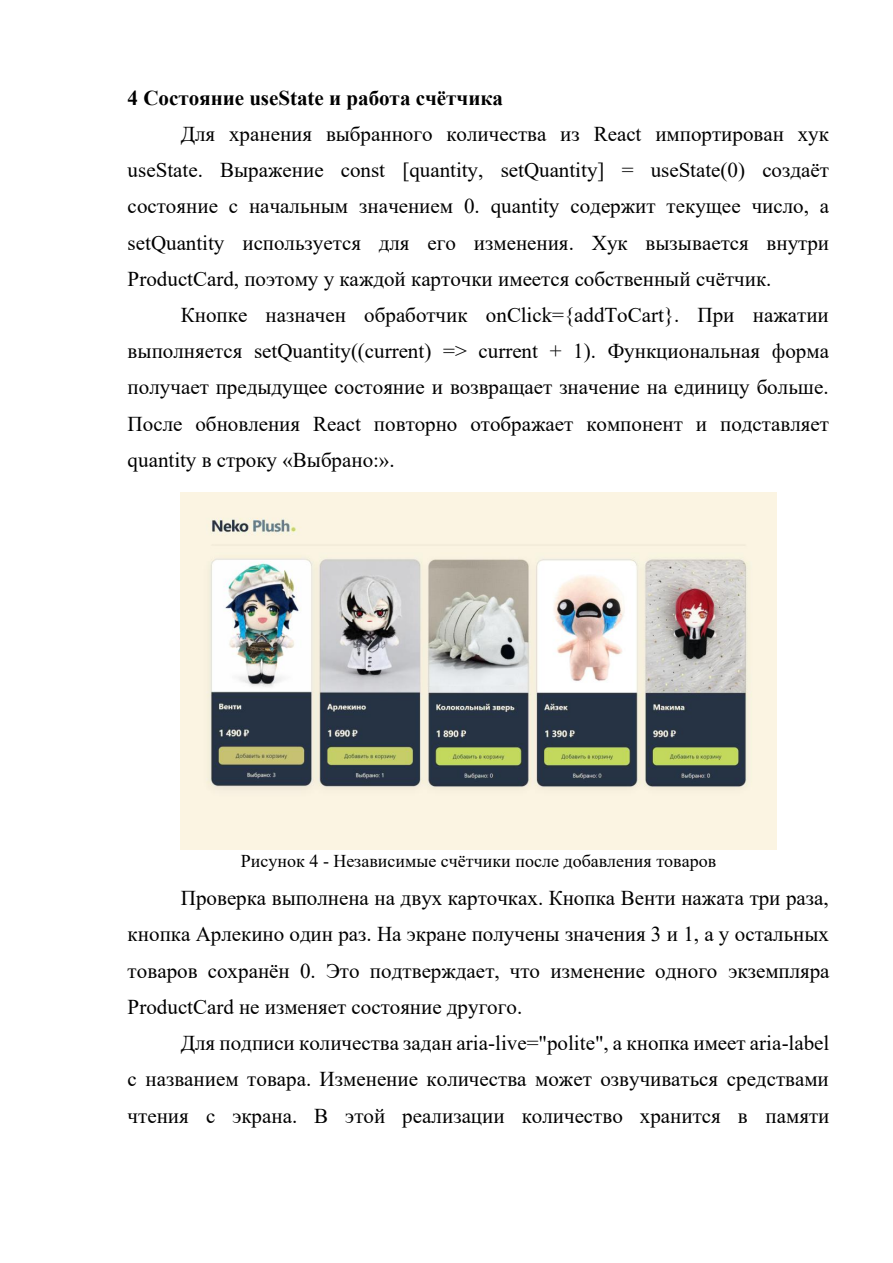 4 Состояние useState и работа счётчика
Для хранения выбранного количества из React импортирован хук
useState. Выражение const [quantity, setQuantity] = useState(0) создаёт
состояние с начальным значением 0. quantity содержит текущее число, а
setQuantity используется для его изменения. Хук вызывается внутри
ProductCard, поэтому у каждой карточки имеется собственный счётчик.
Кнопке назначен обработчик onClick={addToCart}. При нажатии
выполняется setQuantity((current) => current + 1). Функциональная форма
получает предыдущее состояние и возвращает значение на единицу больше.
После обновления React повторно отображает компонент и подставляет
quantity в строку «Выбрано:».
Neko Plush.
Венти
1 490 ₽
Добавить в корзину
Выбрано: 3
Арлекино
1 690 ₽
Добавить в корзину
Выбрано: 1
Колокольный зверь
1 890 ₽
Добавить в корзину
Выбрано: 0
Айзек
1 390 ₽
Добавить в корзину
Выбрано: 0
Макима
990 ₽
Добавить в корзину
Выбрано: 0
Рисунок 4 - Независимые счётчики после добавления товаров
Проверка выполнена на двух карточках. Кнопка Венти нажата три раза,
кнопка Арлекино один раз. На экране получены значения 3 и 1, а у остальных
товаров сохранён 0. Это подтверждает, что изменение одного экземпляра
ProductCard не изменяет состояние другого.
Для подписи количества задан aria-live="polite", а кнопка имеет aria-label
с названием товара. Изменение количества может озвучиваться средствами
чтения с экрана. В этой реализации количество хранится в памяти